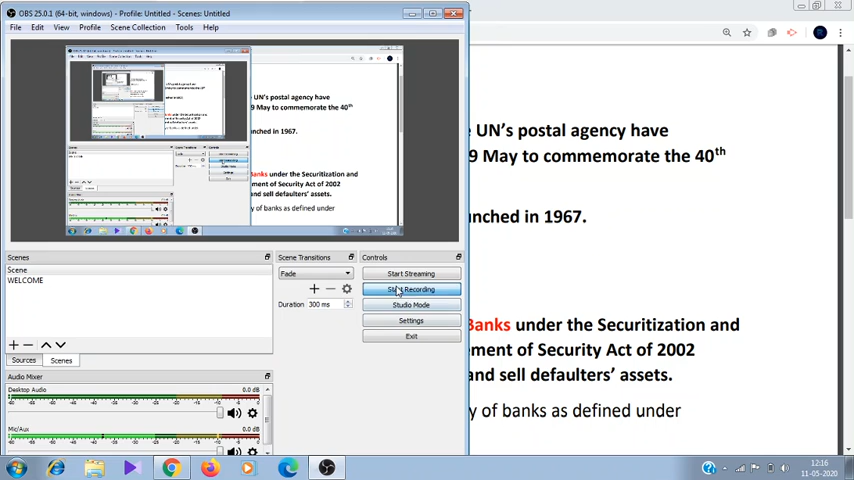 OBS 25.0.1 (64-bit, windows) - Profile: Untitled - Scenes: Untitled
File Edit View Profile Scene Collection Tools Help
UN's postal agency have
9 May to commemorate the 40th
nched in 1967.
Banks under the Securitization and
ement of Security Act of 2002
and sell defaulters' assets.
y of banks as defined under
e UN's postal agency have
9 May to commemorate the 40th
unched in 1967.
Banks under the Securitization and
ement of Security Act of 2002
and sell defaulters' assets.
y of banks as defined under
Scenes
Scene
WELCOME
Sources Scenes
Scene Transitions
Fade
Duration 300 ms
Controls
Start Streaming
Start Recording
Studio Mode
Settings
Exit
Audio Mixer
Desktop Audio 0.0 dB
Mic/Aux 0.0 dB
12:16
11-05-2020